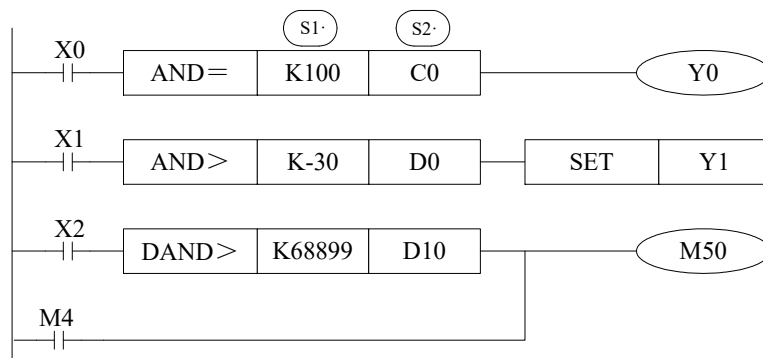 S1· S2·
X0
AND＝ K100 C0 Y0
X1
AND＞ K-30 D0 SET Y1
X2
DAND＞ K68899 D10 M50
M4